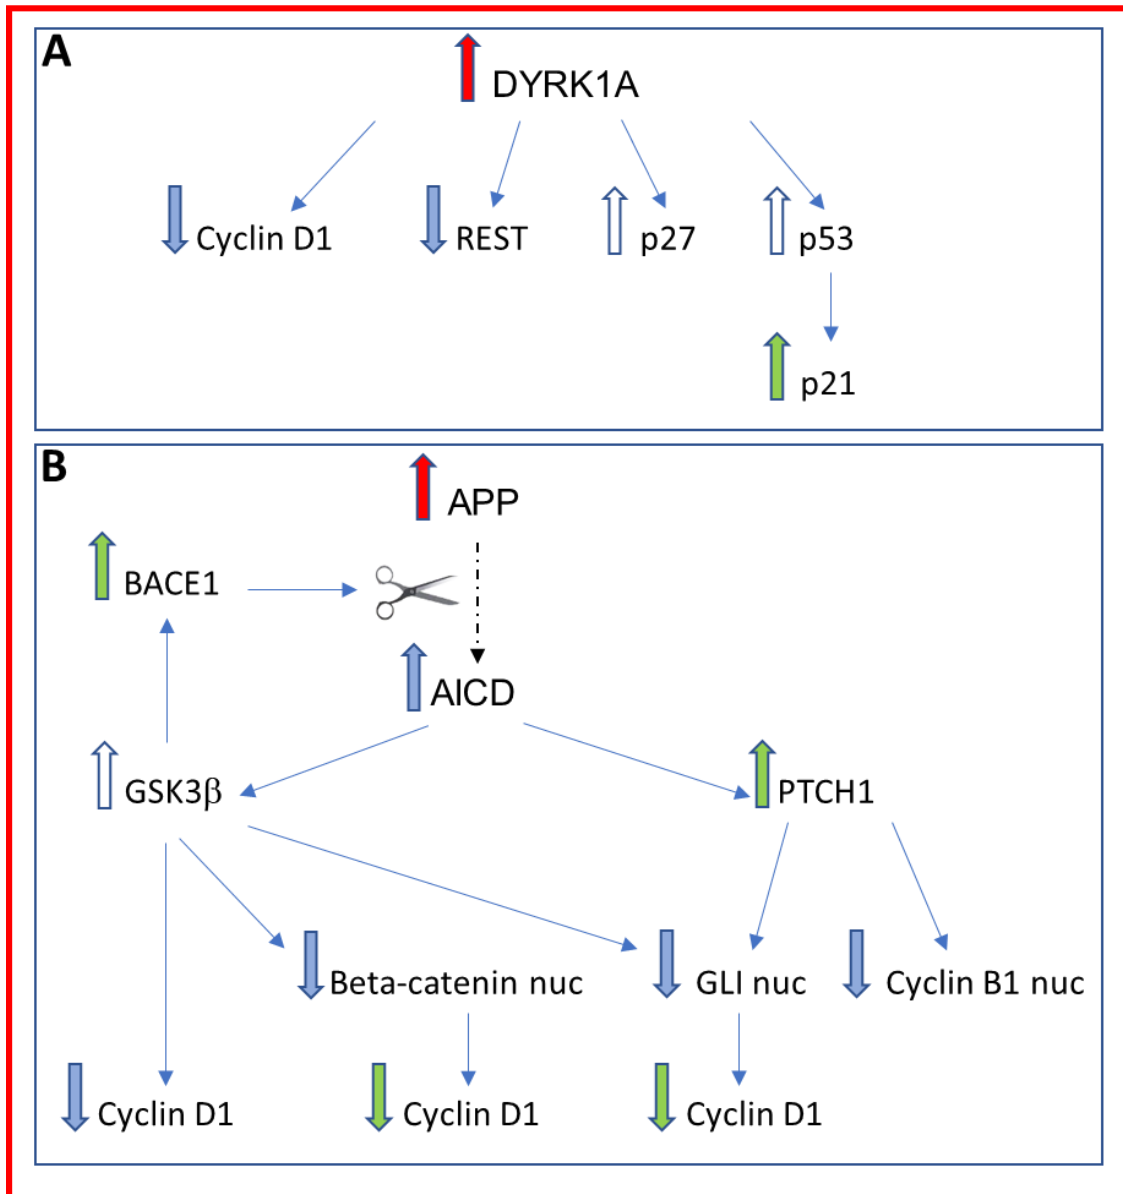 A
DYRK1A
Cyclin D1
REST
p27
p53
p21
B
APP
BACE1
AICD
GSK3β
PTCH1
Beta-catenin nuc
GLI nuc
Cyclin B1 nuc
Cyclin D1
Cyclin D1
Cyclin D1